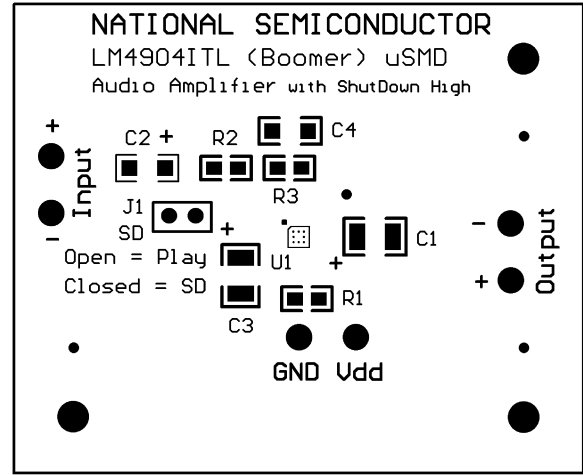 NATIONAL SEMICONDUCTOR
LM4904ITL (Boomer) uSMD
Audio Amplifier with ShutDown High
+
C2 +
R2
C4
Input
R3
J1
SD
-
+
U1
+
C1
-
+
Output
Open = Play
Closed = SD
C3
R1
GND Vdd